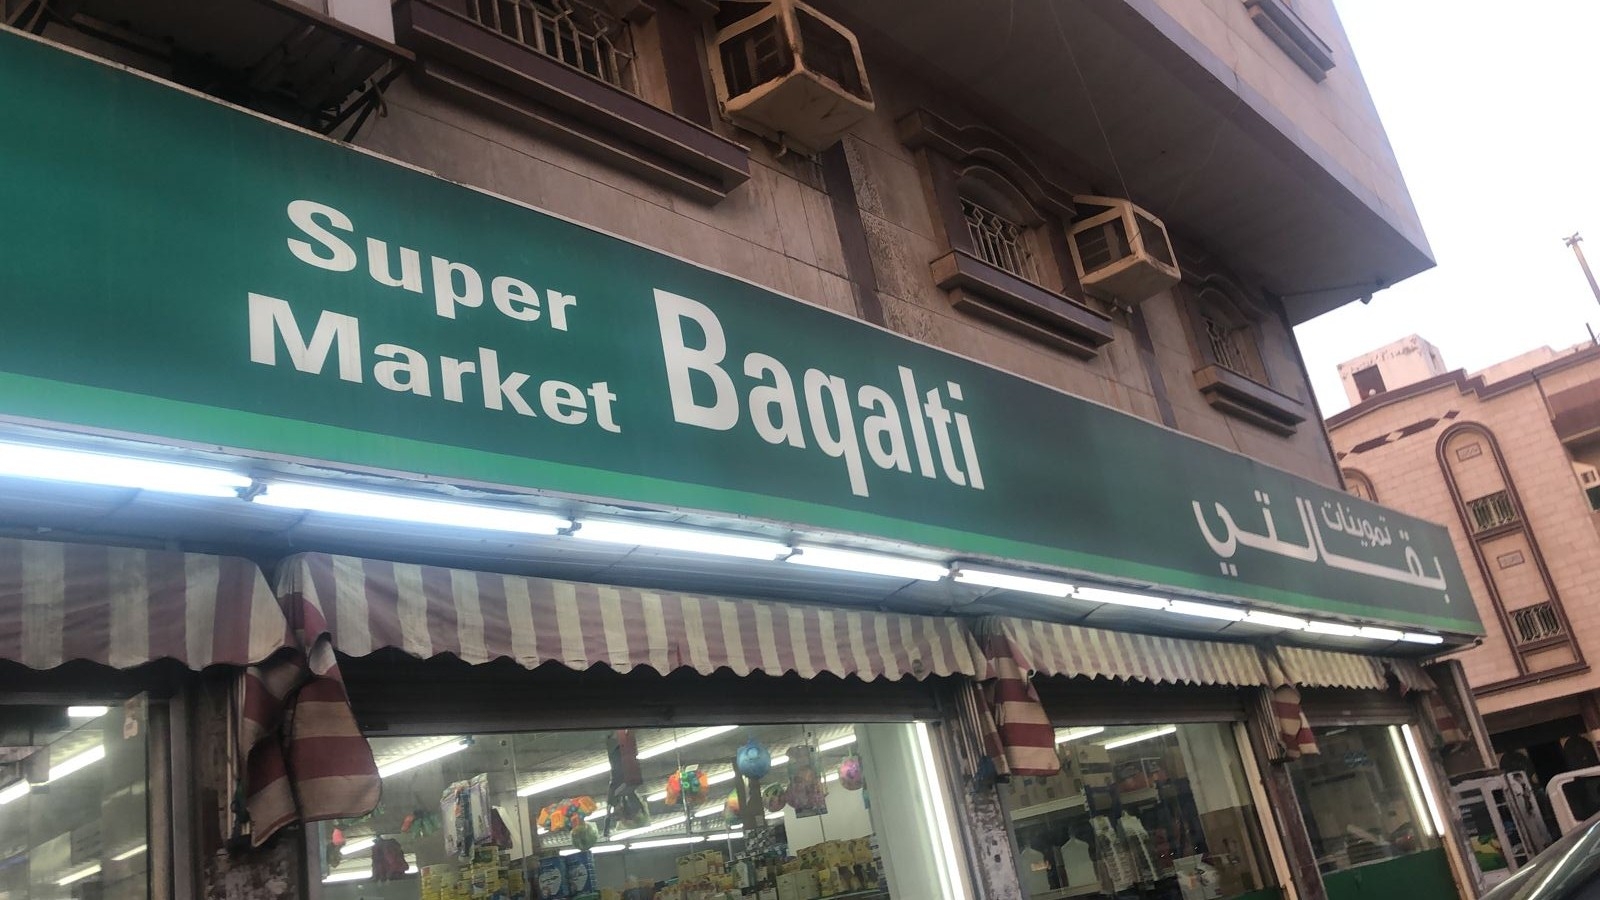 Super
Market
Baqalti
تموينات
بقالتي